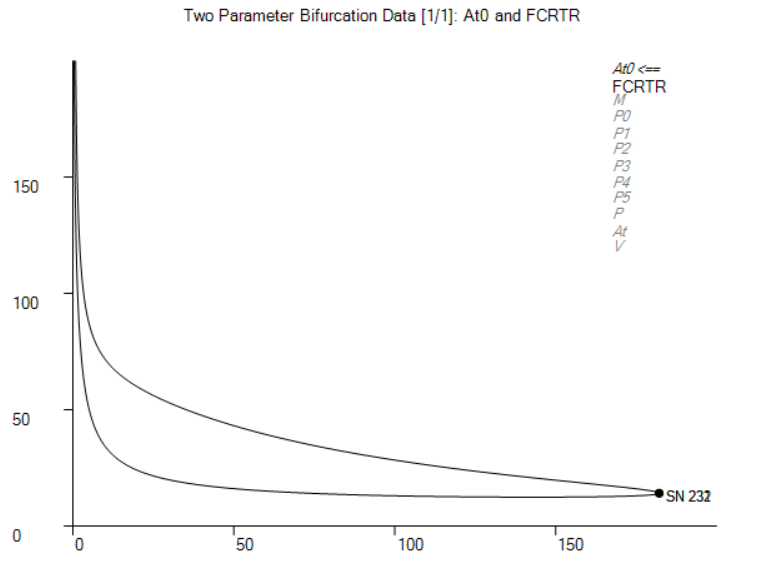 Two Parameter Bifurcation Data [1/1]: At0 and FCRTR
At0 <==
FCRTR
M
P0
P1
P2
P3
P4
P5
P
At
V
150
100
50
0
SN
0
50
100
150